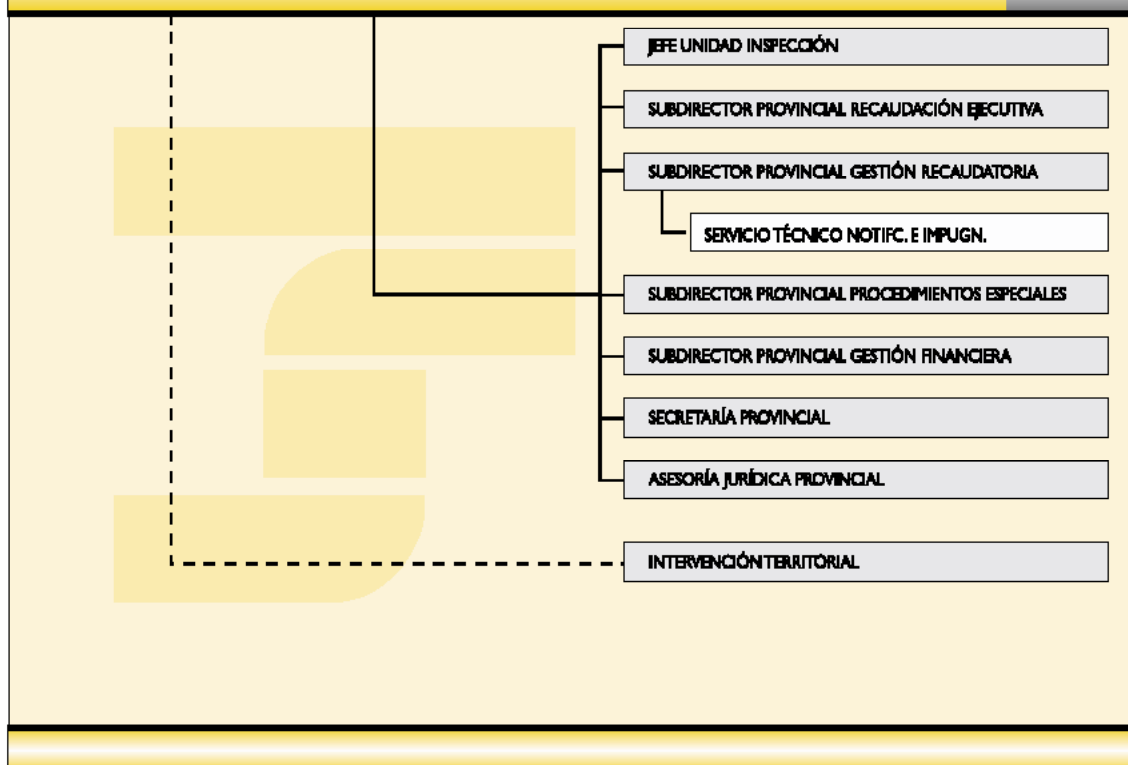 JEFE UNIDAD INSPECCIÓN
SUBDIRECTOR PROVINCIAL RECAUDACIÓN EJECUTIVA
SUBDIRECTOR PROVINCIAL GESTIÓN RECAUDATORIA
SERVICIO TÉCNICO NOTIFC. E IMPUGN.
SUBDIRECTOR PROVINCIAL PROCEDIMIENTOS ESPECIALES
SUBDIRECTOR PROVINCIAL GESTIÓN FINANCIERA
SECRETARÍA PROVINCIAL
ASESORÍA JURÍDICA PROVINCIAL
INTERVENCIÓN TERRITORIAL